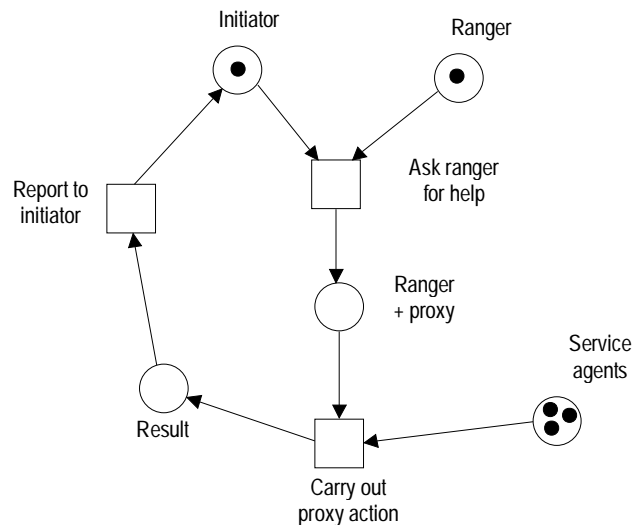 Initiator
Ranger
Report to
initiator
Ask ranger
for help
Ranger
+ proxy
Service
agents
Result
Carry out
proxy action